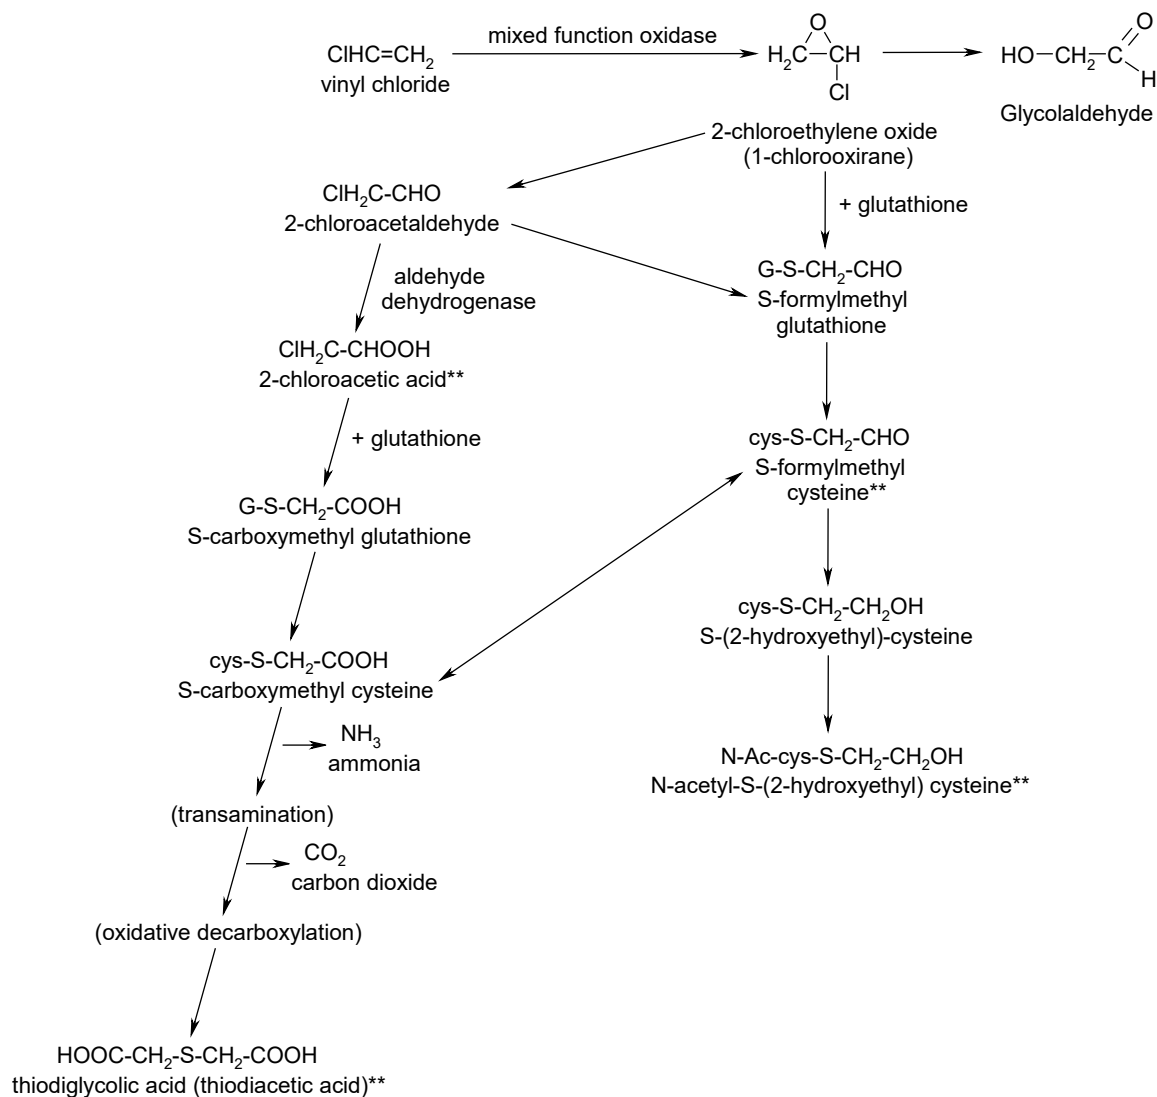 ClHC=CH₂
vinyl chloride
mixed function oxidase
O
H₂C
CH
Cl
2-chloroethylene oxide
(1-chlorooxirane)
HO
CH₂
C
O
H
Glycolaldehyde
ClH₂C-CHO
2-chloroacetaldehyde
+ glutathione
aldehyde
dehydrogenase
G-S-CH₂-CHO
S-formylmethyl
glutathione
ClH₂C-CHOOH
2-chloroacetic acid**
+ glutathione
cys-S-CH₂-CHO
S-formylmethyl
cysteine**
G-S-CH₂-COOH
S-carboxymethyl glutathione
cys-S-CH₂-CH₂OH
S-(2-hydroxyethyl)-cysteine
cys-S-CH₂-COOH
S-carboxymethyl cysteine
NH₃
ammonia
N-Ac-cys-S-CH₂-CH₂OH
N-acetyl-S-(2-hydroxyethyl) cysteine**
(transamination)
CO₂
carbon dioxide
(oxidative decarboxylation)
HOOC-CH₂-S-CH₂-COOH
thiodiglycolic acid (thiodiacetic acid)**